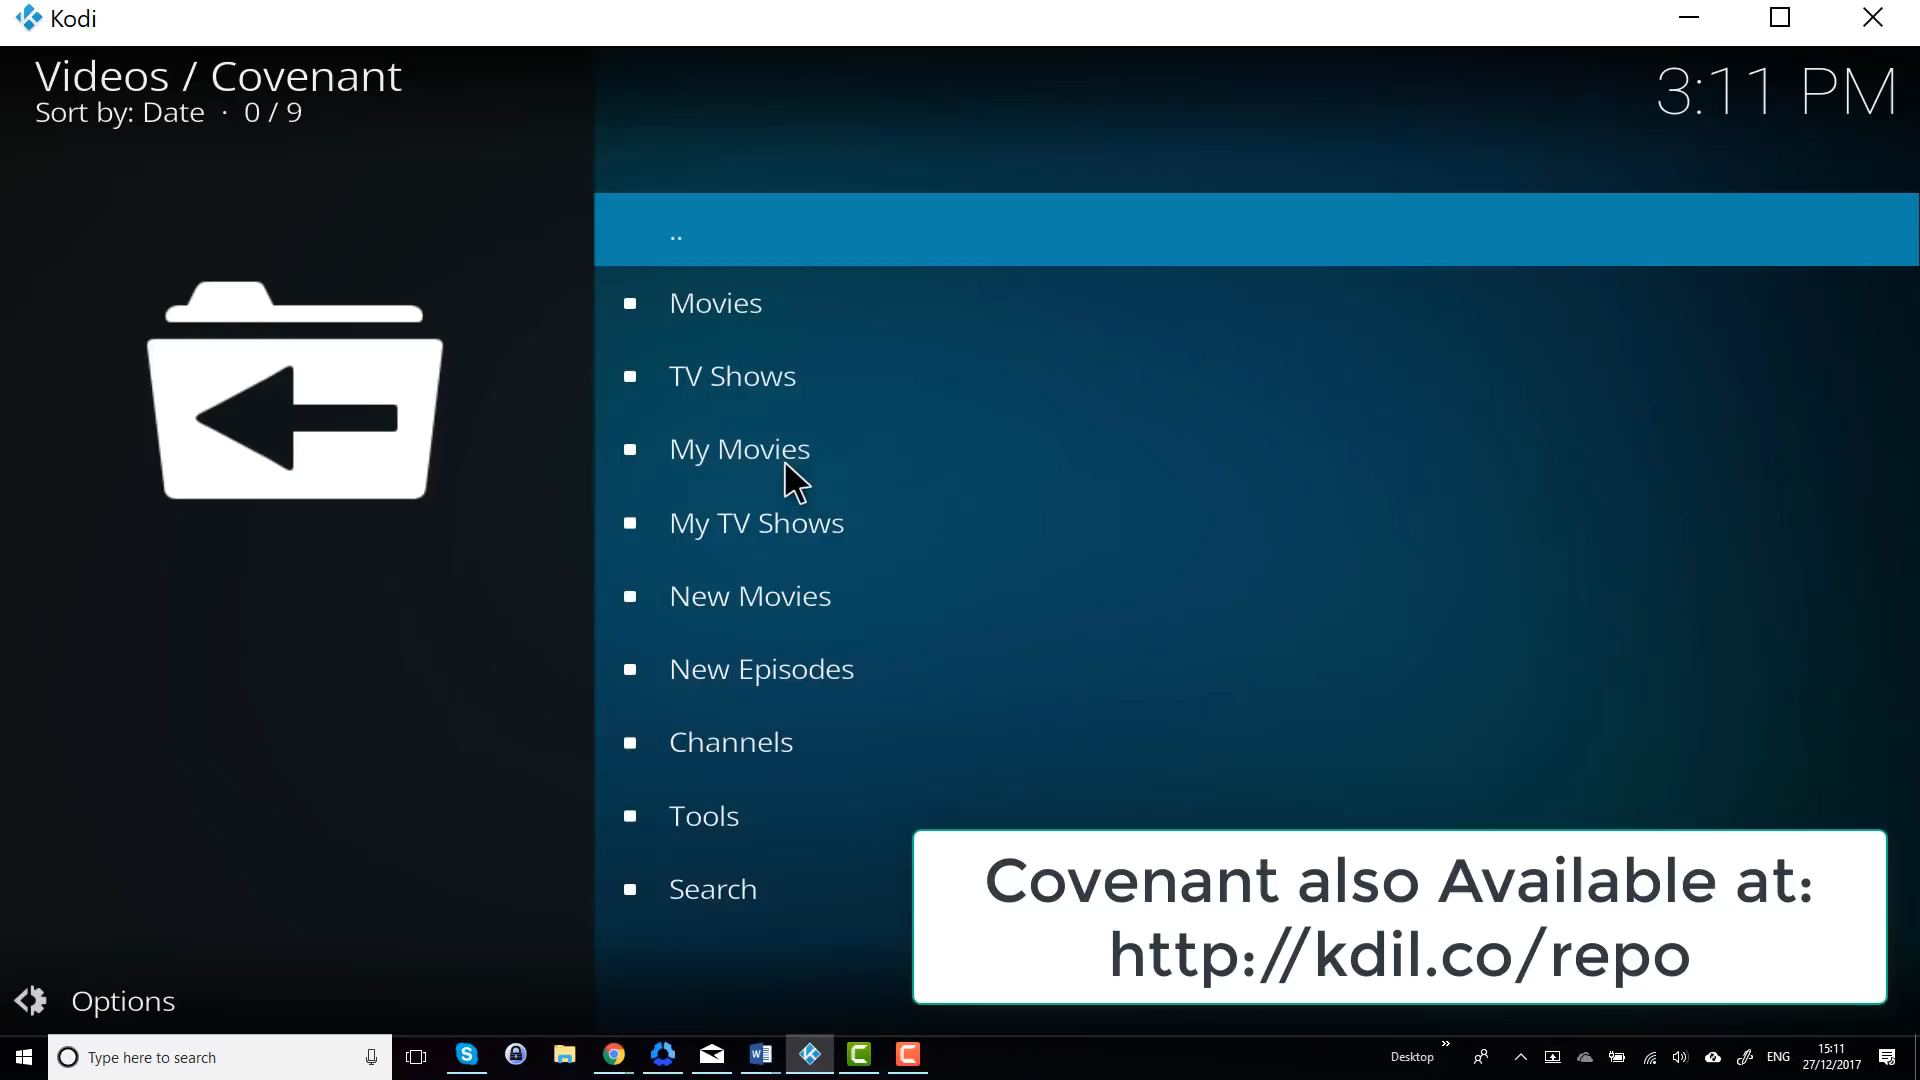 Kodi
Videos / Covenant
Sort by: Date · 0 / 9
3:11 PM
..
Movies
TV Shows
My Movies
My TV Shows
New Movies
New Episodes
Channels
Tools
Search
Covenant also Available at:
http://kdil.co/repo
Options
Type here to search
Desktop
ENG
15:11
27/12/2017